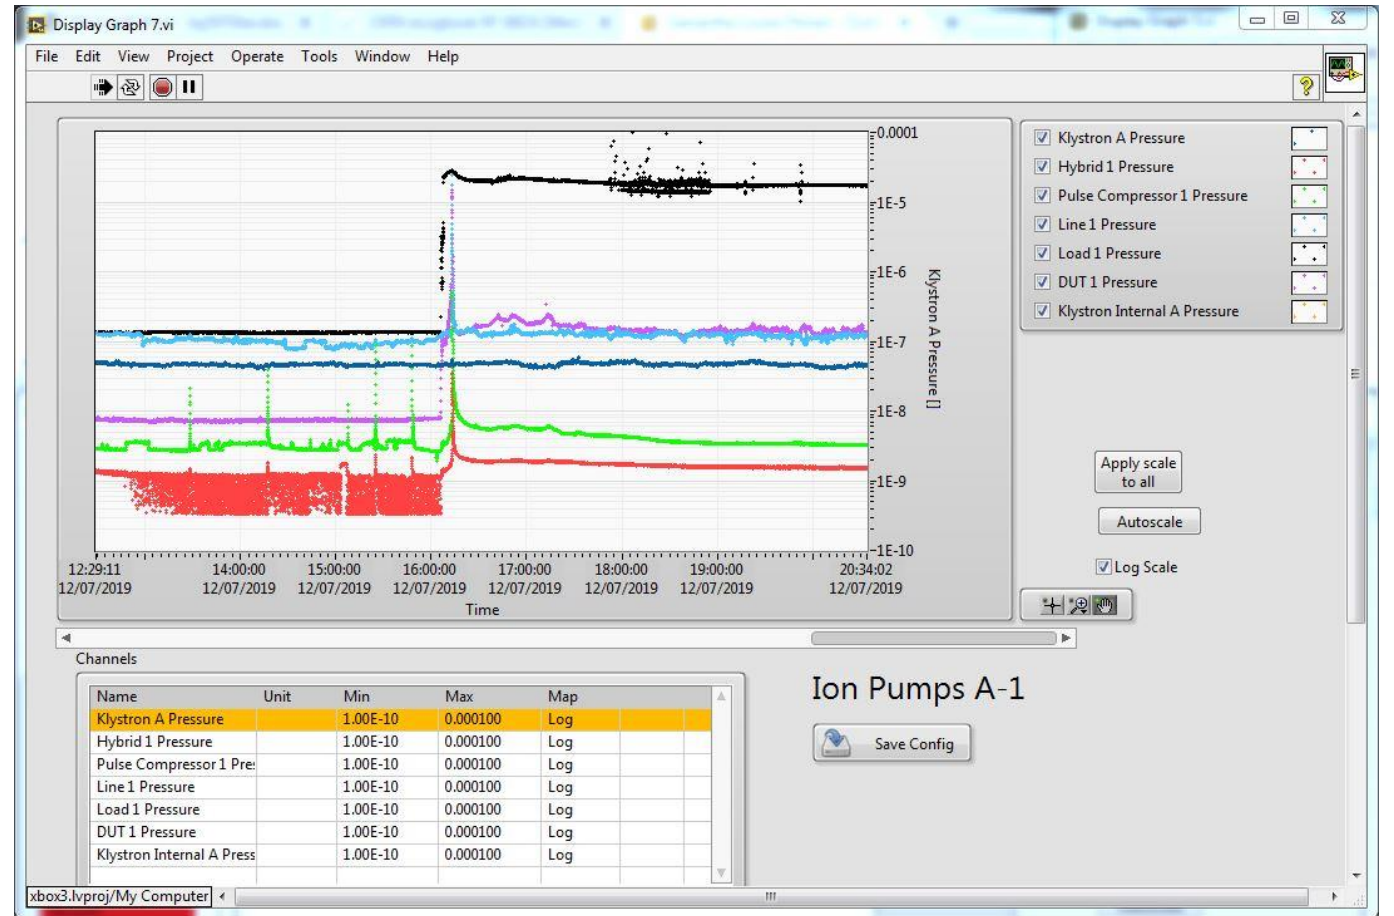 Display Graph 7.vi
File Edit View Project Operate Tools Window Help
0.0001
1E-5
1E-6
1E-7
1E-8
1E-9
1E-10
Klystron A Pressure []
12:29:11 14:00:00 15:00:00 16:00:00 17:00:00 18:00:00 19:00:00 20:34:02
12/07/2019 12/07/2019 12/07/2019 12/07/2019 12/07/2019 12/07/2019 12/07/2019 12/07/2019
Time
Klystron A Pressure
Hybrid 1 Pressure
Pulse Compressor 1 Pressure
Line 1 Pressure
Load 1 Pressure
DUT 1 Pressure
Klystron Internal A Pressure
Apply scale
to all
Autoscale
Log Scale
Channels
Name Unit Min Max Map
Klystron A Pressure 1.00E-10 0.000100 Log
Hybrid 1 Pressure 1.00E-10 0.000100 Log
Pulse Compressor 1 Pre: 1.00E-10 0.000100 Log
Line 1 Pressure 1.00E-10 0.000100 Log
Load 1 Pressure 1.00E-10 0.000100 Log
DUT 1 Pressure 1.00E-10 0.000100 Log
Klystron Internal A Press 1.00E-10 0.000100 Log
Ion Pumps A-1
Save Config
xbox3.lvproj/My Computer